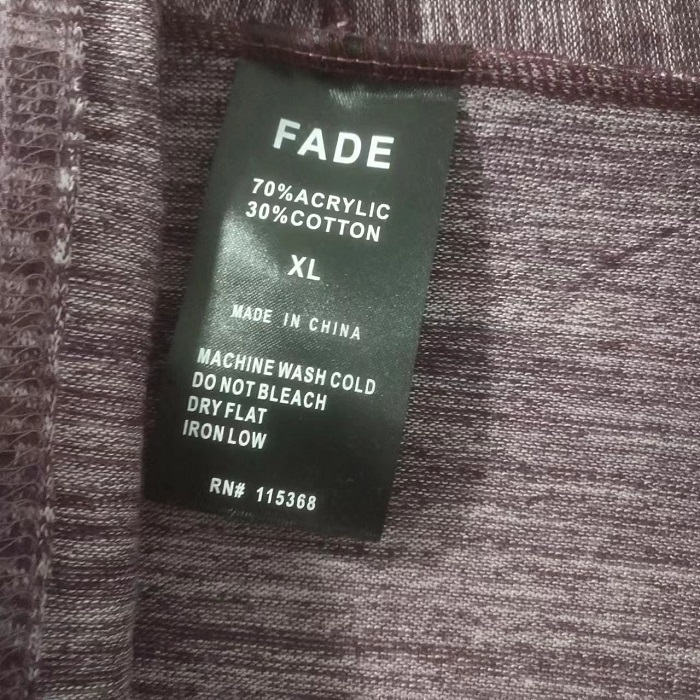 FADE
70%ACRYLIC
30%COTTON
XL
MADE IN CHINA
MACHINE WASH COLD
DO NOT BLEACH
DRY FLAT
IRON LOW
RN# 115368